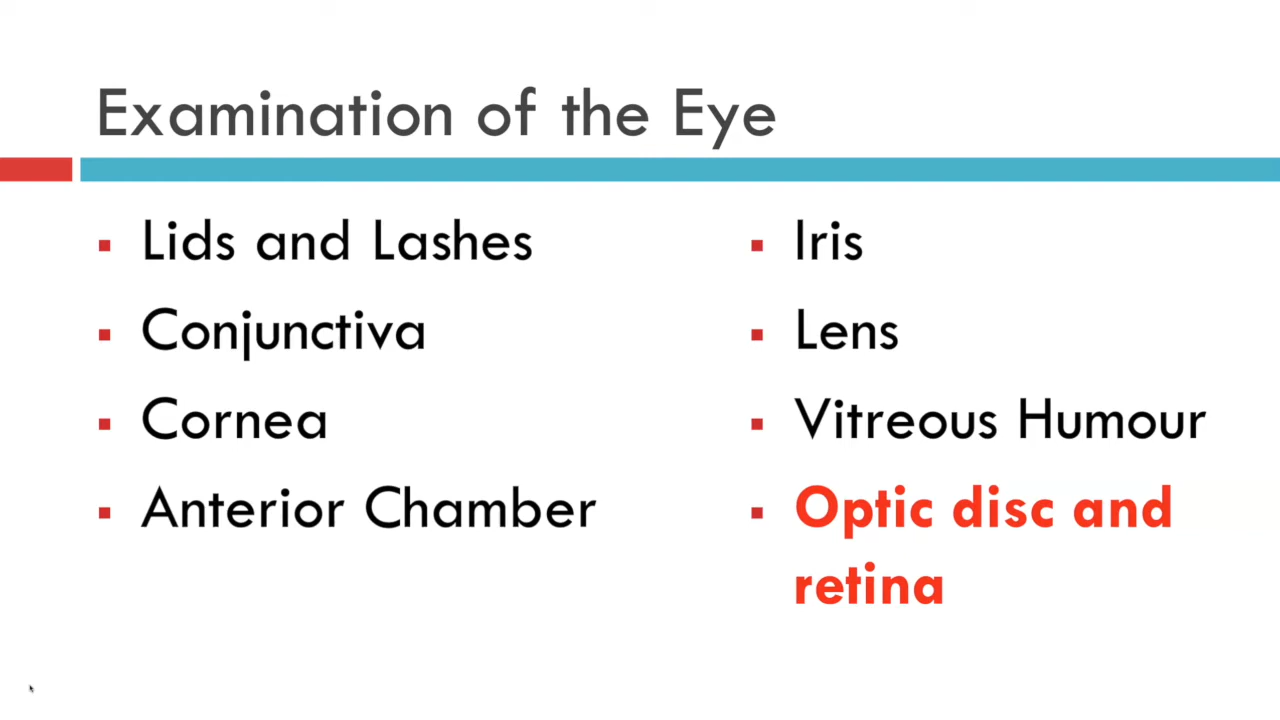 Examination of the Eye
Lids and Lashes
Conjunctiva
Cornea
Anterior Chamber
Iris
Lens
Vitreous Humour
Optic disc and
retina